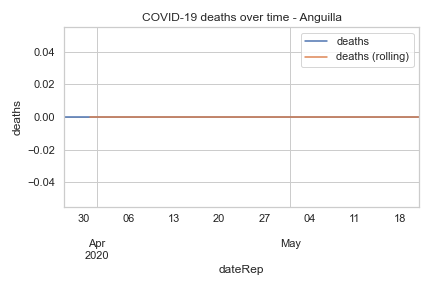 COVID-19 deaths over time - Anguilla
deaths
deaths (rolling)
0.04
0.02
0.00
−0.02
−0.04
deaths
30 06 13 20 27 04 11 18
Apr May
2020
dateRep